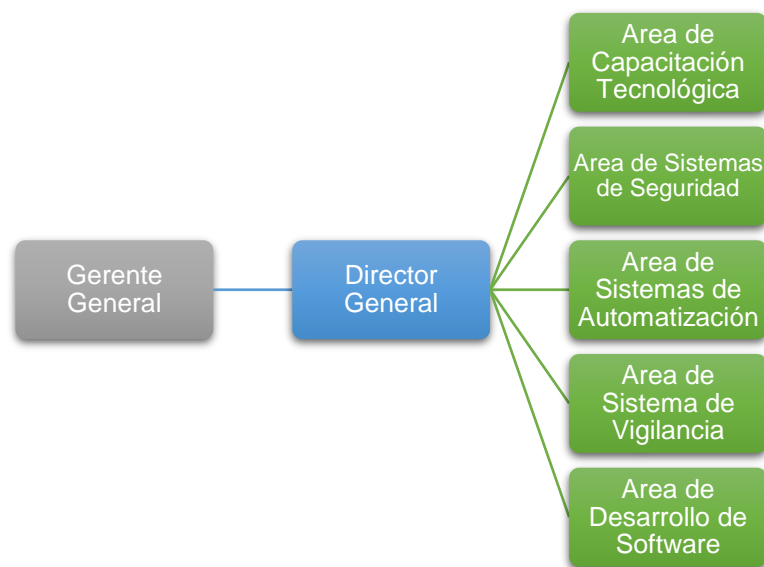 Gerente
General
Director
General
Area de
Capacitación
Tecnológica
Area de Sistemas
de Seguridad
Area de
Sistemas de
Automatización
Area de
Sistema de
Vigilancia
Area de
Desarrollo de
Software